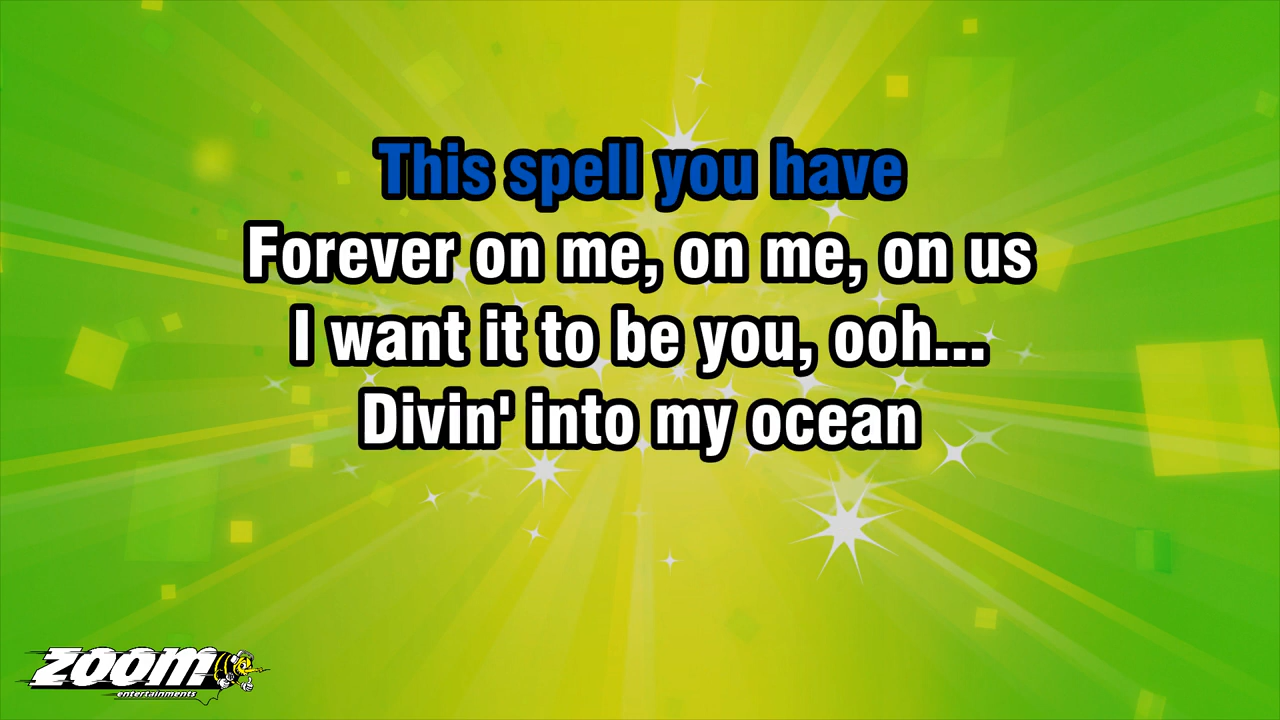 This spell you have
Forever on me, on me, on us
I want it to be you, ooh...
Divin' into my ocean
ZOOM
entertainments